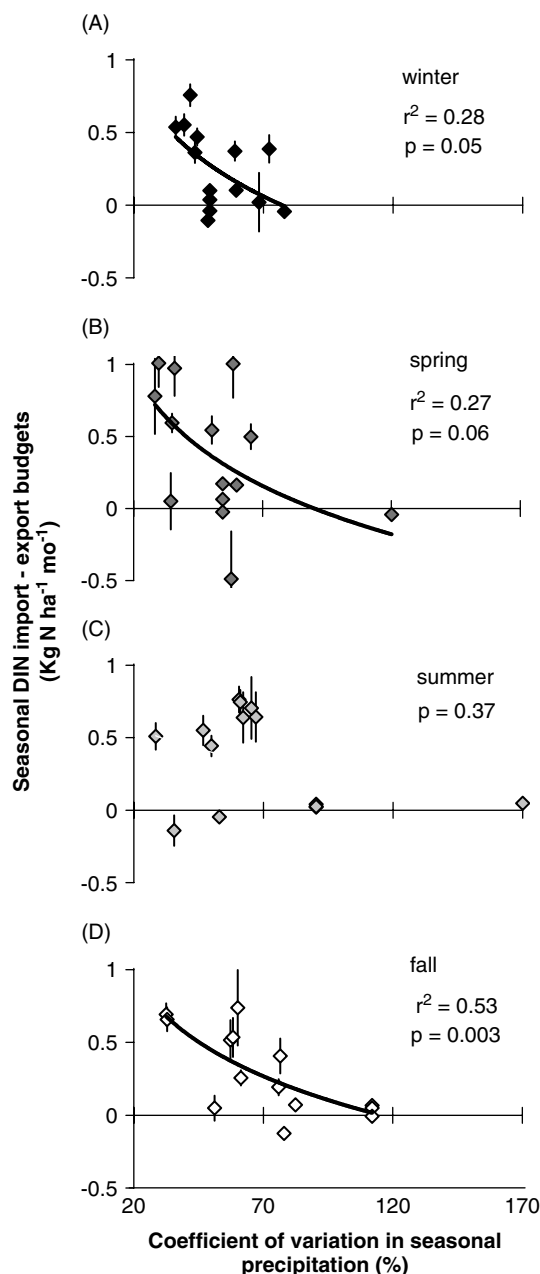 Seasonal DIN import - export budgets
(Kg N ha⁻¹ mo⁻¹)
(A)
1
0.5
0
-0.5
winter
r² = 0.28
p = 0.05
(B)
1
0.5
0
-0.5
spring
r² = 0.27
p = 0.06
(C)
1
0.5
0
-0.5
summer
p = 0.37
(D)
1
0.5
0
-0.5
fall
r² = 0.53
p = 0.003
20 70 120 170
Coefficient of variation in seasonal
precipitation (%)